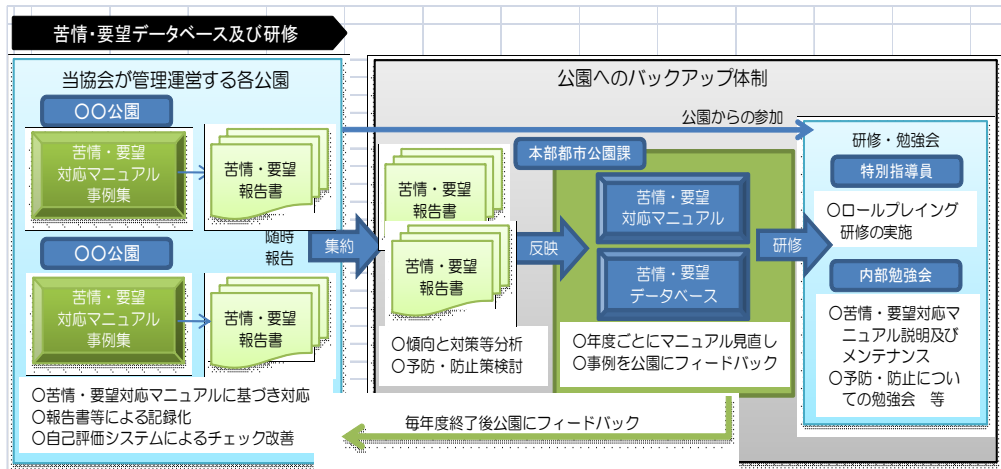 苦情・要望データベース及び研修
当協会が管理運営する各公園
〇〇公園
苦情・要望
対応マニュアル
事例集
苦情・要望
報告書
〇〇公園
苦情・要望
対応マニュアル
事例集
苦情・要望
報告書
随時
報告
〇苦情・要望対応マニュアルに基づき対応
〇報告書等による記録化
〇自己評価システムによるチェック改善
集約
公園へのバックアップ体制
公園からの参加
苦情・要望
報告書
苦情・要望
報告書
〇傾向と対策等分析
〇予防・防止策検討
反映
本部都市公園課
苦情・要望
対応マニュアル
苦情・要望
データベース
〇年度ごとにマニュアル見直し
〇事例を公園にフィードバック
研修
研修・勉強会
特別指導員
〇ロールプレイング
研修の実施
内部勉強会
〇苦情・要望対応マ
ニュアル説明及び
メンテナンス
〇予防・防止につい
ての勉強会　等
毎年度終了後公園にフィードバック